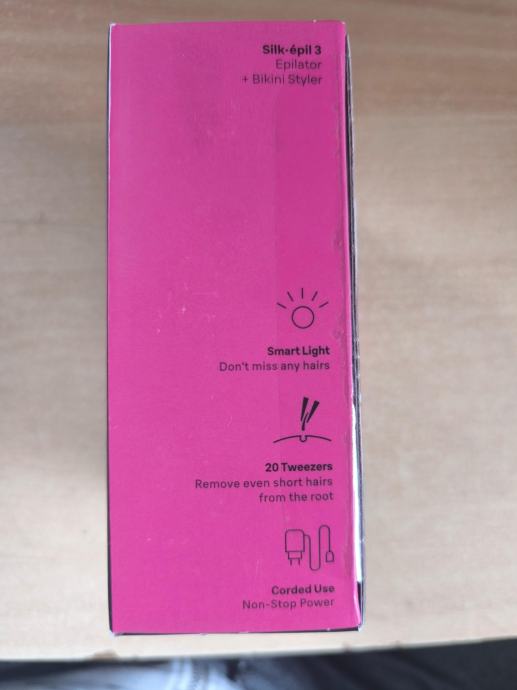 Silk·épil 3
Epilator
+ Bikini Styler
Smart Light
Don't miss any hairs
20 Tweezers
Remove even short hairs
from the root
Corded Use
Non-Stop Power